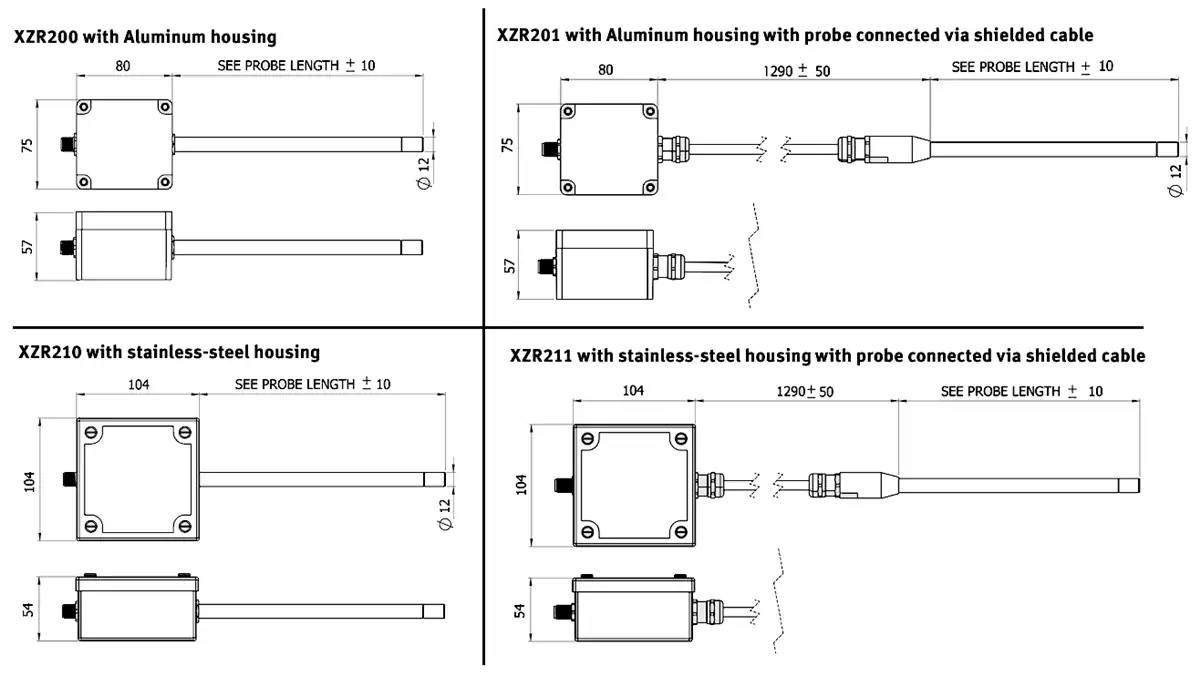 XZR200 with Aluminum housing
80
SEE PROBE LENGTH ± 10
75
Ø 12
57
XZR201 with Aluminum housing with probe connected via shielded cable
80
1290 ± 50
SEE PROBE LENGTH ± 10
75
Ø 12
57
XZR210 with stainless-steel housing
104
SEE PROBE LENGTH ± 10
104
Ø 12
54
XZR211 with stainless-steel housing with probe connected via shielded cable
104
1290± 50
SEE PROBE LENGTH ± 10
104
54